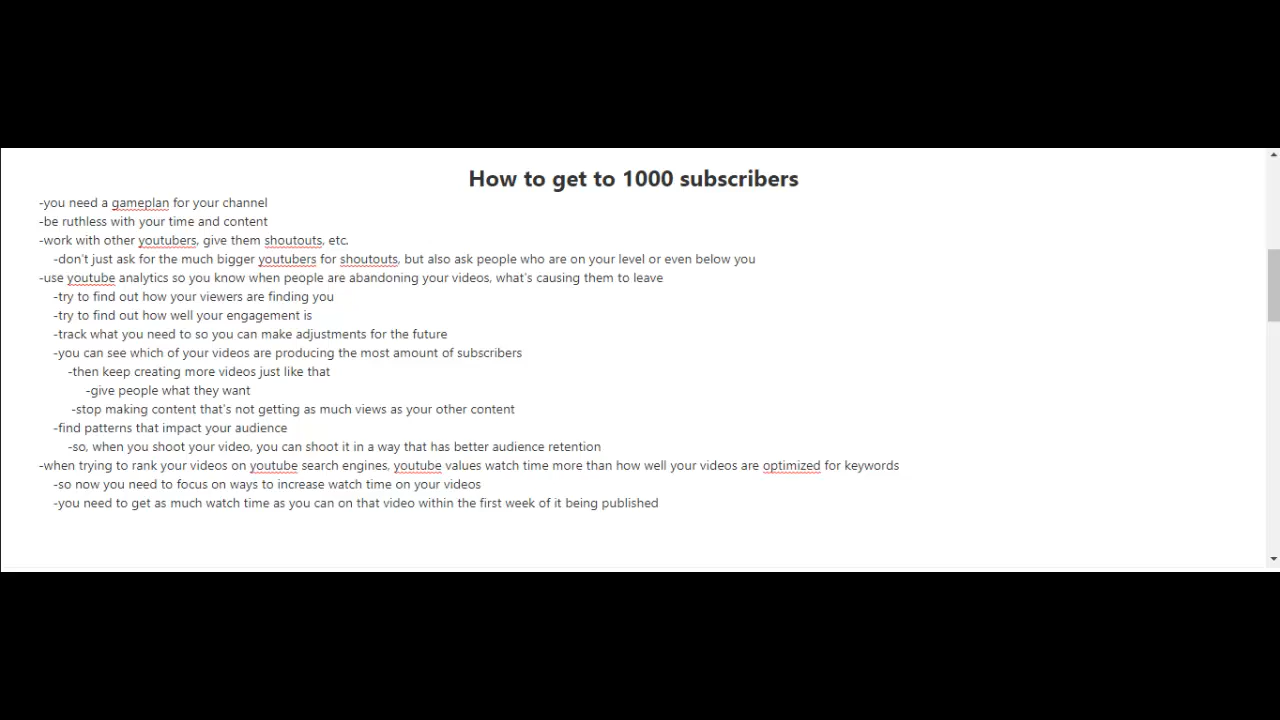 How to get to 1000 subscribers
-you need a gameplan for your channel
-be ruthless with your time and content
-work with other youtubers, give them shoutouts, etc.
-don't just ask for the much bigger youtubers for shoutouts, but also ask people who are on your level or even below you
-use youtube analytics so you know when people are abandoning your videos, what's causing them to leave
-try to find out how your viewers are finding you
-try to find out how well your engagement is
-track what you need to so you can make adjustments for the future
-you can see which of your videos are producing the most amount of subscribers
-then keep creating more videos just like that
-give people what they want
-stop making content that's not getting as much views as your other content
-find patterns that impact your audience
-so, when you shoot your video, you can shoot it in a way that has better audience retention
-when trying to rank your videos on youtube search engines, youtube values watch time more than how well your videos are optimized for keywords
-so now you need to focus on ways to increase watch time on your videos
-you need to get as much watch time as you can on that video within the first week of it being published